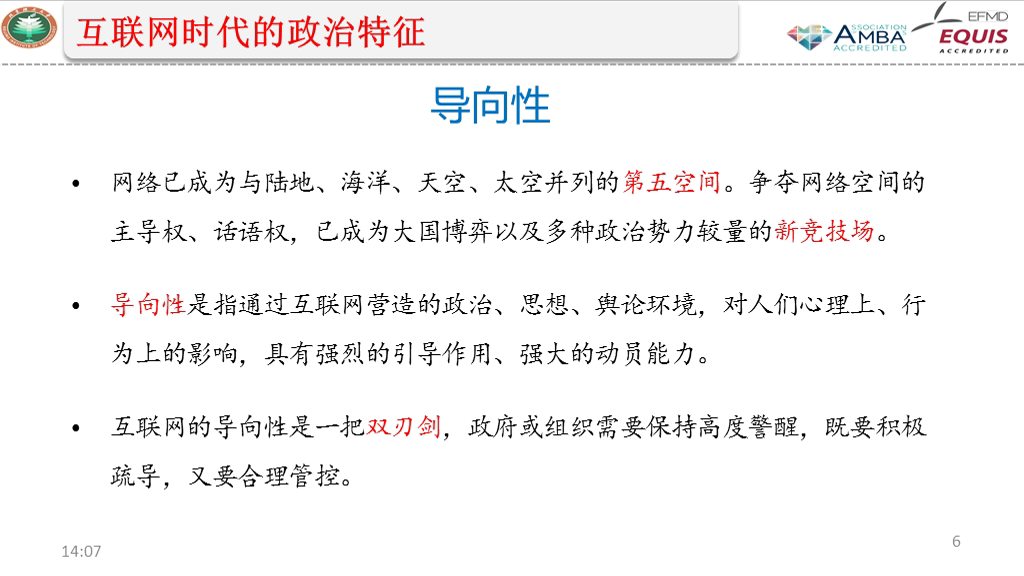 互联网时代的政治特征
ASSOCIATION
AMBA
ACCREDITED
EFMD
EQUIS
ACCREDITED
导向性
• 网络已成为与陆地、海洋、天空、太空并列的第五空间。争夺网络空间的
主导权、话语权，已成为大国博弈以及多种政治势力较量的新竞技场。
• 导向性是指通过互联网营造的政治、思想、舆论环境，对人们心理上、行
为上的影响，具有强烈的引导作用、强大的动员能力。
• 互联网的导向性是一把双刃剑，政府或组织需要保持高度警醒，既要积极
疏导，又要合理管控。
14:07
6